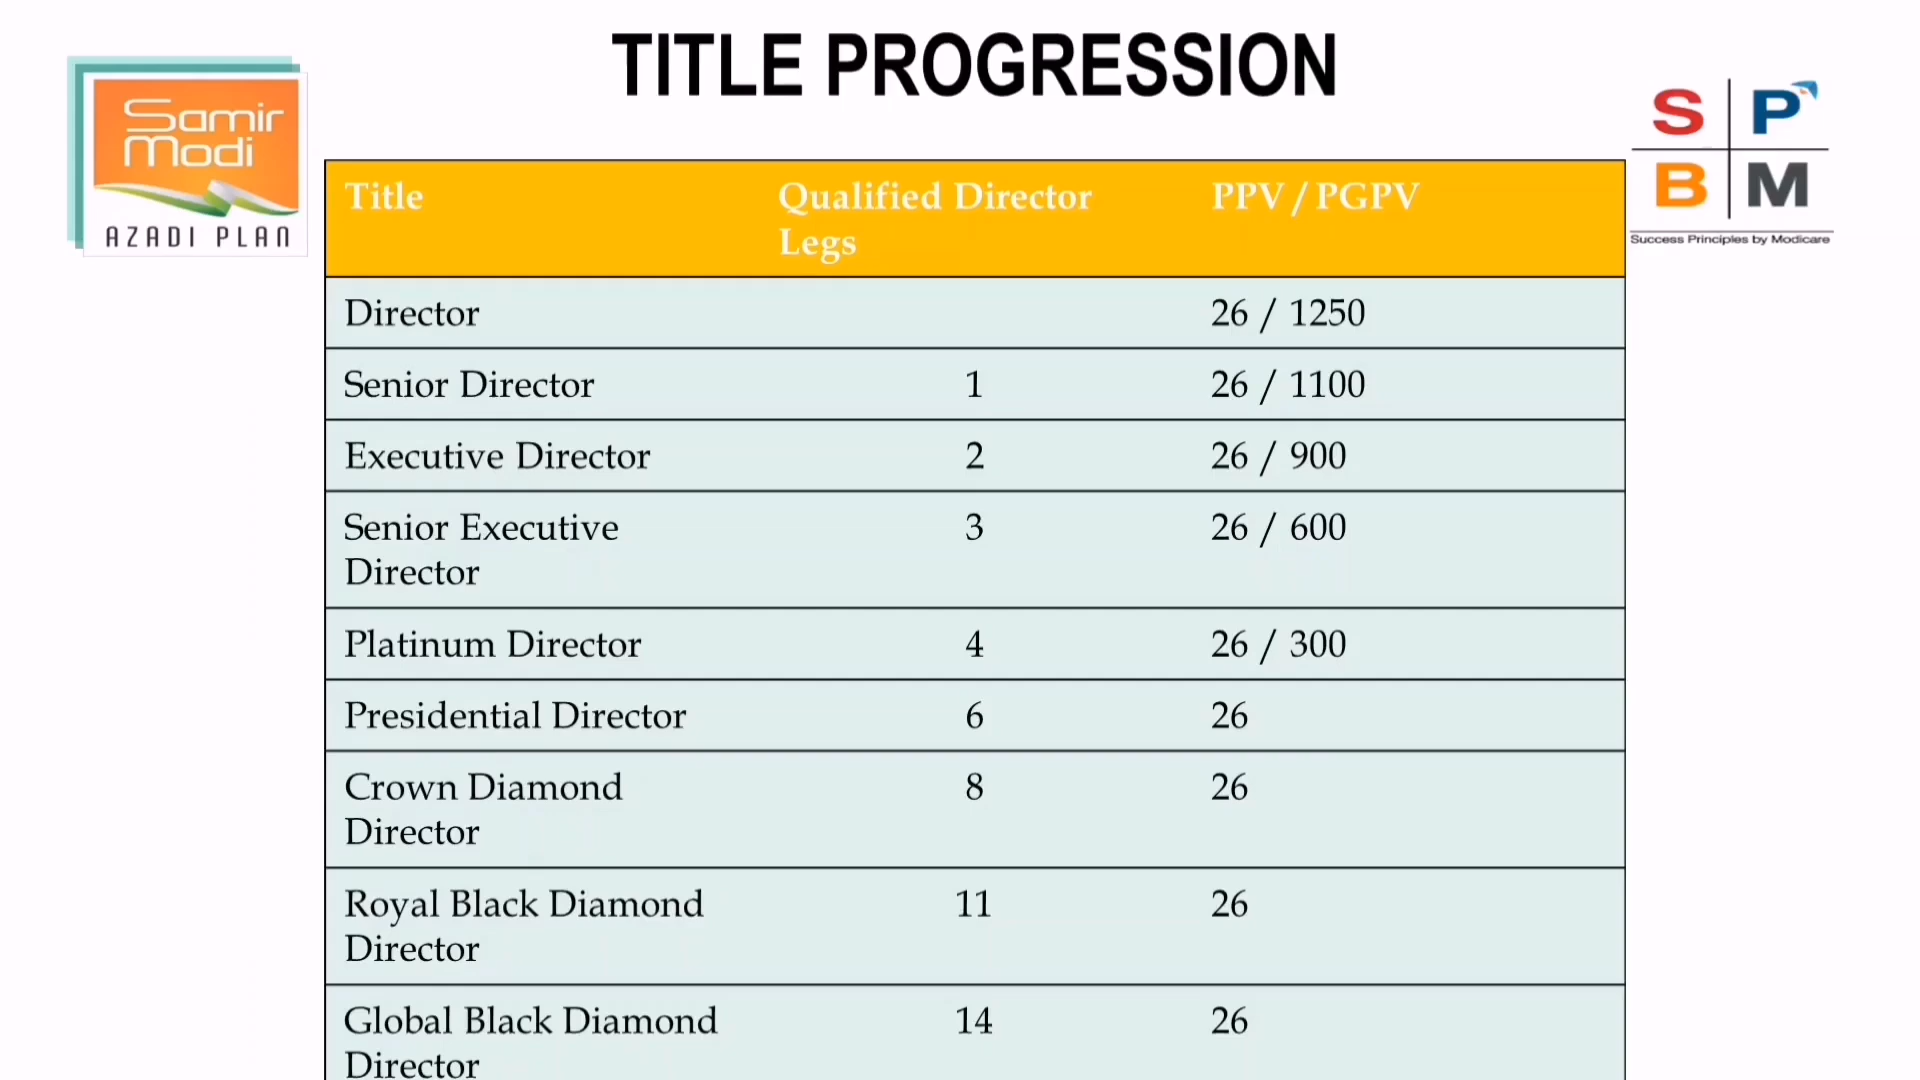 TITLE PROGRESSION
Samir
Modi
AZADI PLAN
S P
B M
Success Principles by Modicare
Title Qualified Director Legs PPV / PGPV
Director 26 / 1250
Senior Director 1 26 / 1100
Executive Director 2 26 / 900
Senior Executive Director 3 26 / 600
Platinum Director 4 26 / 300
Presidential Director 6 26
Crown Diamond Director 8 26
Royal Black Diamond Director 11 26
Global Black Diamond Director 14 26